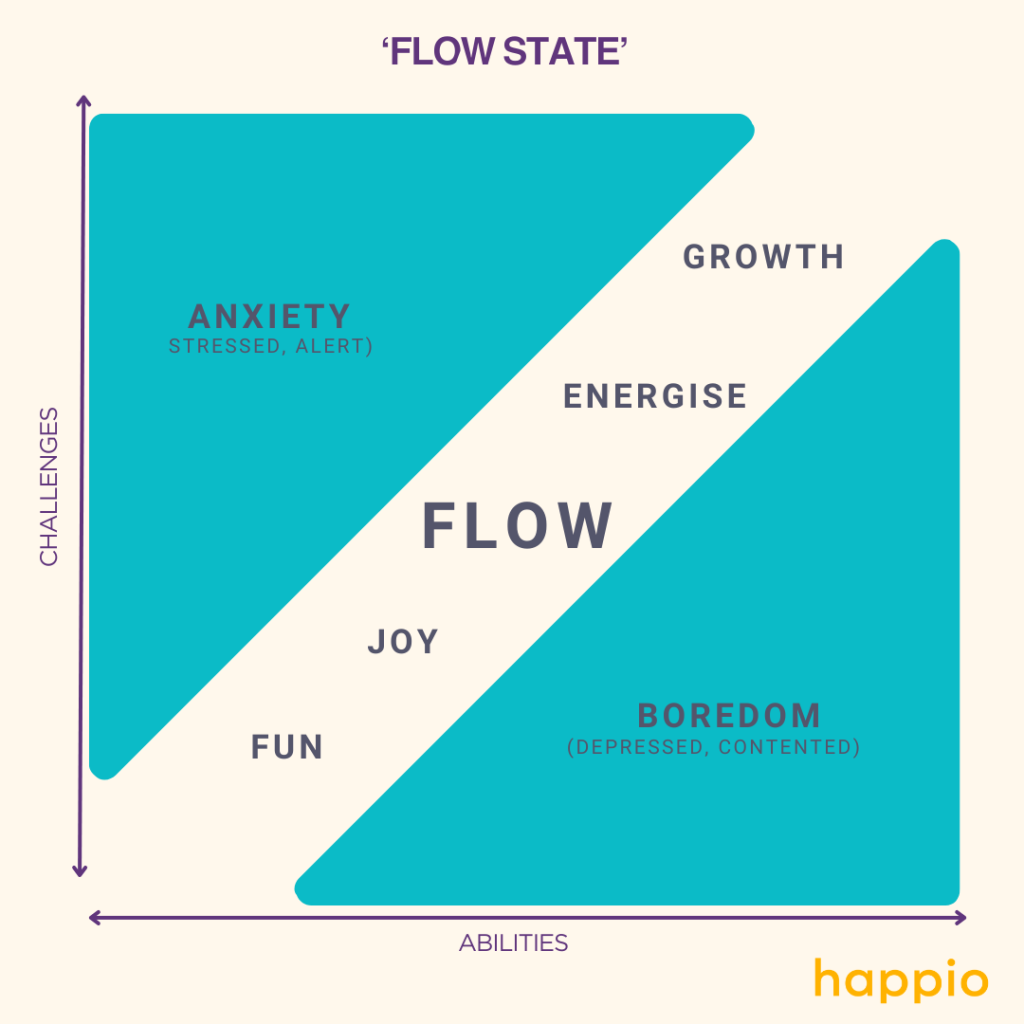 ‘FLOW STATE’
GROWTH
ANXIETY
STRESSED, ALERT)
ENERGISE
CHALLENGES
FLOW
JOY
BOREDOM
(DEPRESSED, CONTENTED)
FUN
ABILITIES
happio